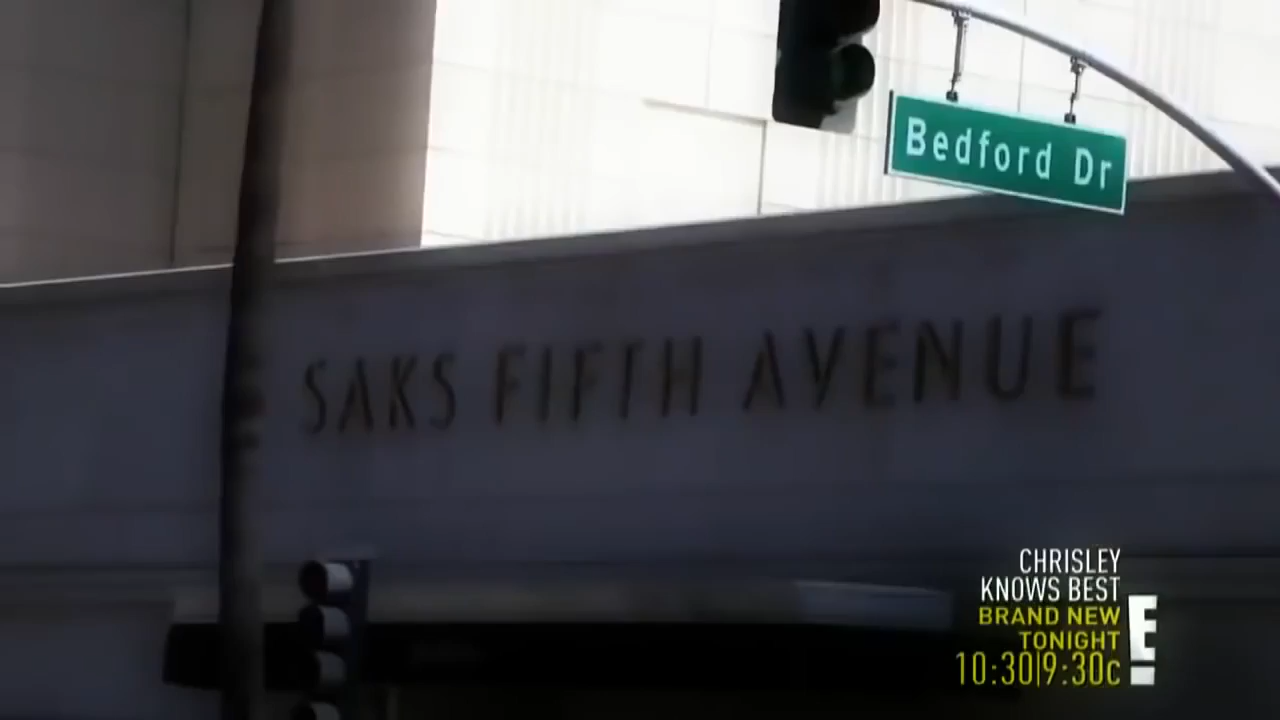 Bedford Dr
SAKS FIFTH AVENUE
CHRISLEY
KNOWS BEST
BRAND NEW
TONIGHT
10:30|9:30c
E!